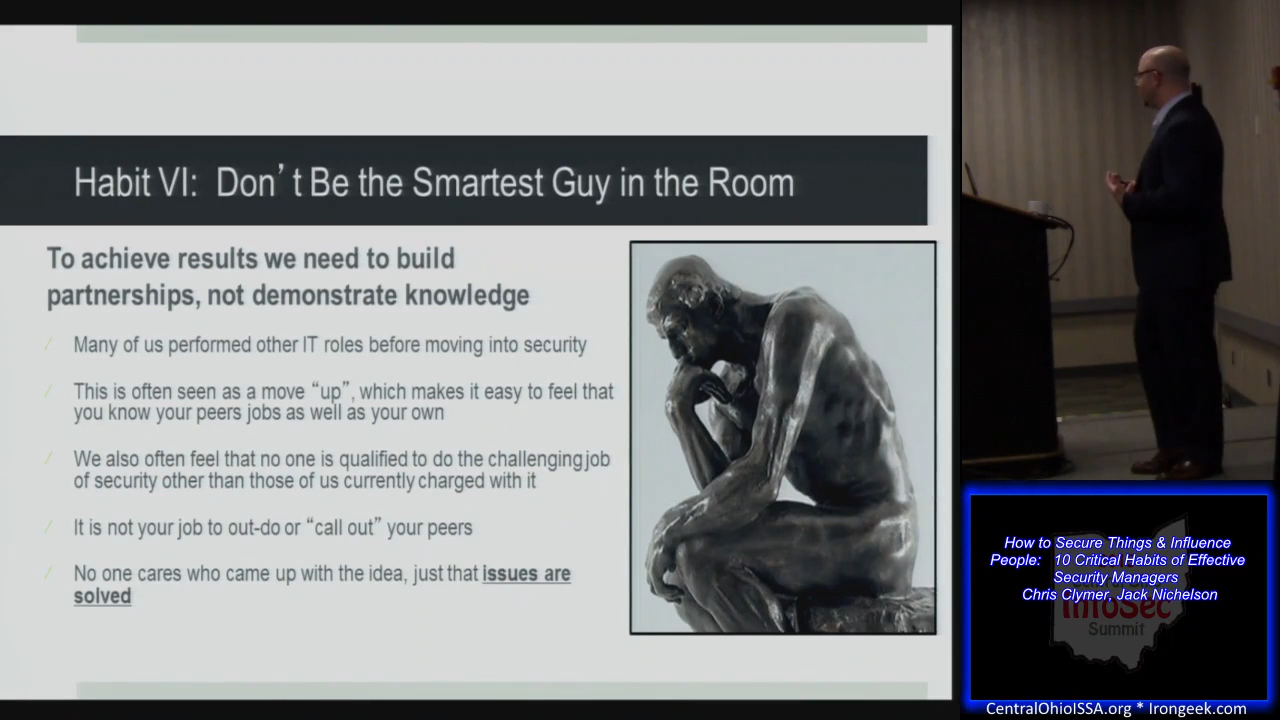 Habit VI: Don't Be the Smartest Guy in the Room
To achieve results we need to build
partnerships, not demonstrate knowledge
Many of us performed other IT roles before moving into security
This is often seen as a move “up”, which makes it easy to feel that
you know your peers jobs as well as your own
We also often feel that no one is qualified to do the challenging job
of security other than those of us currently charged with it
It is not your job to out-do or “call out” your peers
No one cares who came up with the idea, just that issues are
solved
How to Secure Things & Influence
People: 10 Critical Habits of Effective
Security Managers
Chris Clymer, Jack Nichelson
InfoSec
Summit
CentralOhioISSA.org * Irongeek.com